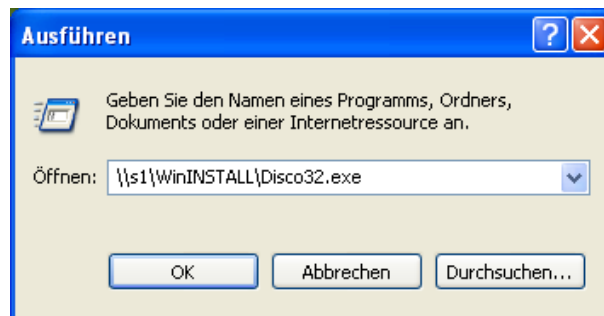 Ausführen
Geben Sie den Namen eines Programms, Ordners,
Dokuments oder einer Internetressource an.
Öffnen: \\s1\WinINSTALL\Disco32.exe
OK Abbrechen Durchsuchen...